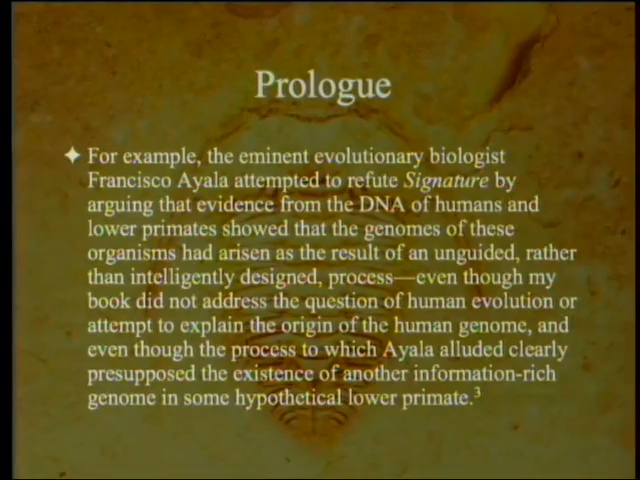 Prologue
✦ For example, the eminent evolutionary biologist
Francisco Ayala attempted to refute Signature by
arguing that evidence from the DNA of humans and
lower primates showed that the genomes of these
organisms had arisen as the result of an unguided, rather
than intelligently designed, process—even though my
book did not address the question of human evolution or
attempt to explain the origin of the human genome, and
even though the process to which Ayala alluded clearly
presupposed the existence of another information-rich
genome in some hypothetical lower primate.³